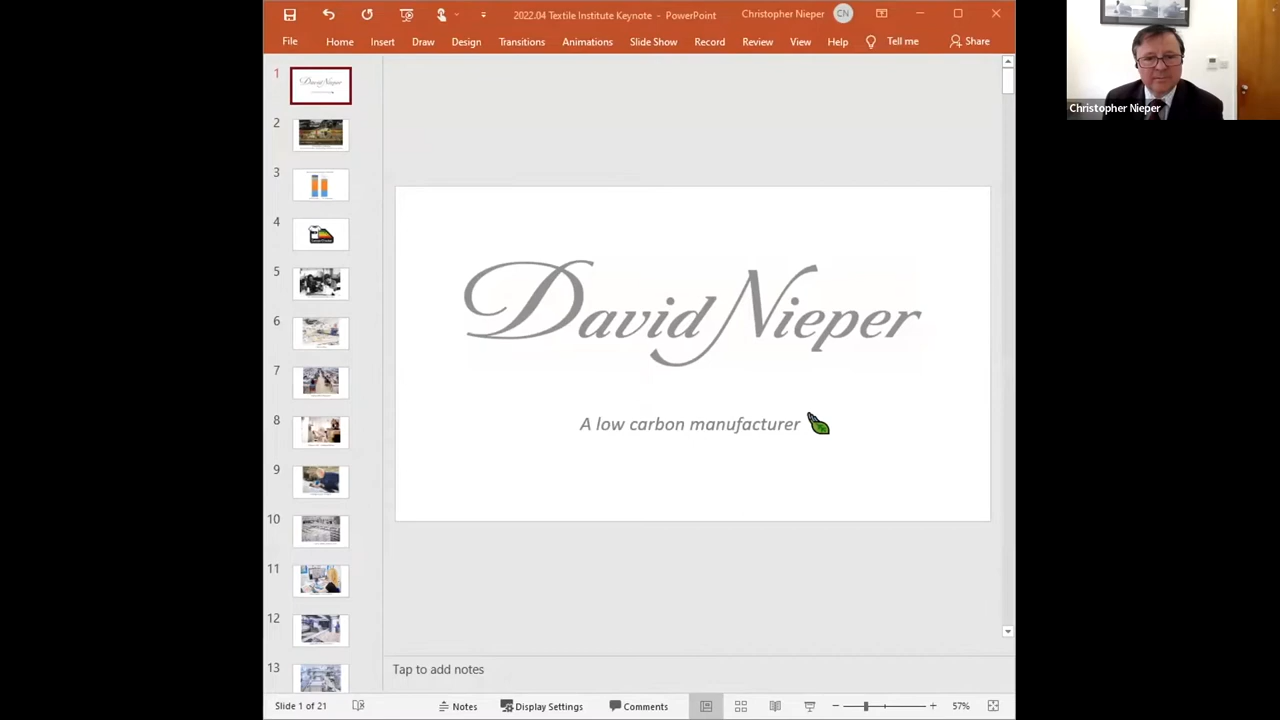 2022.04 Textile Institute Keynote - PowerPoint
Christopher Nieper
CN
File
Home
Insert
Draw
Design
Transitions
Animations
Slide Show
Record
Review
View
Help
Tell me
Share
Christopher Nieper
1
2
3
4
5
6
7
8
9
10
11
12
13
David Nieper
A low carbon manufacturer
Tap to add notes
Slide 1 of 21
Notes
Display Settings
Comments
57%